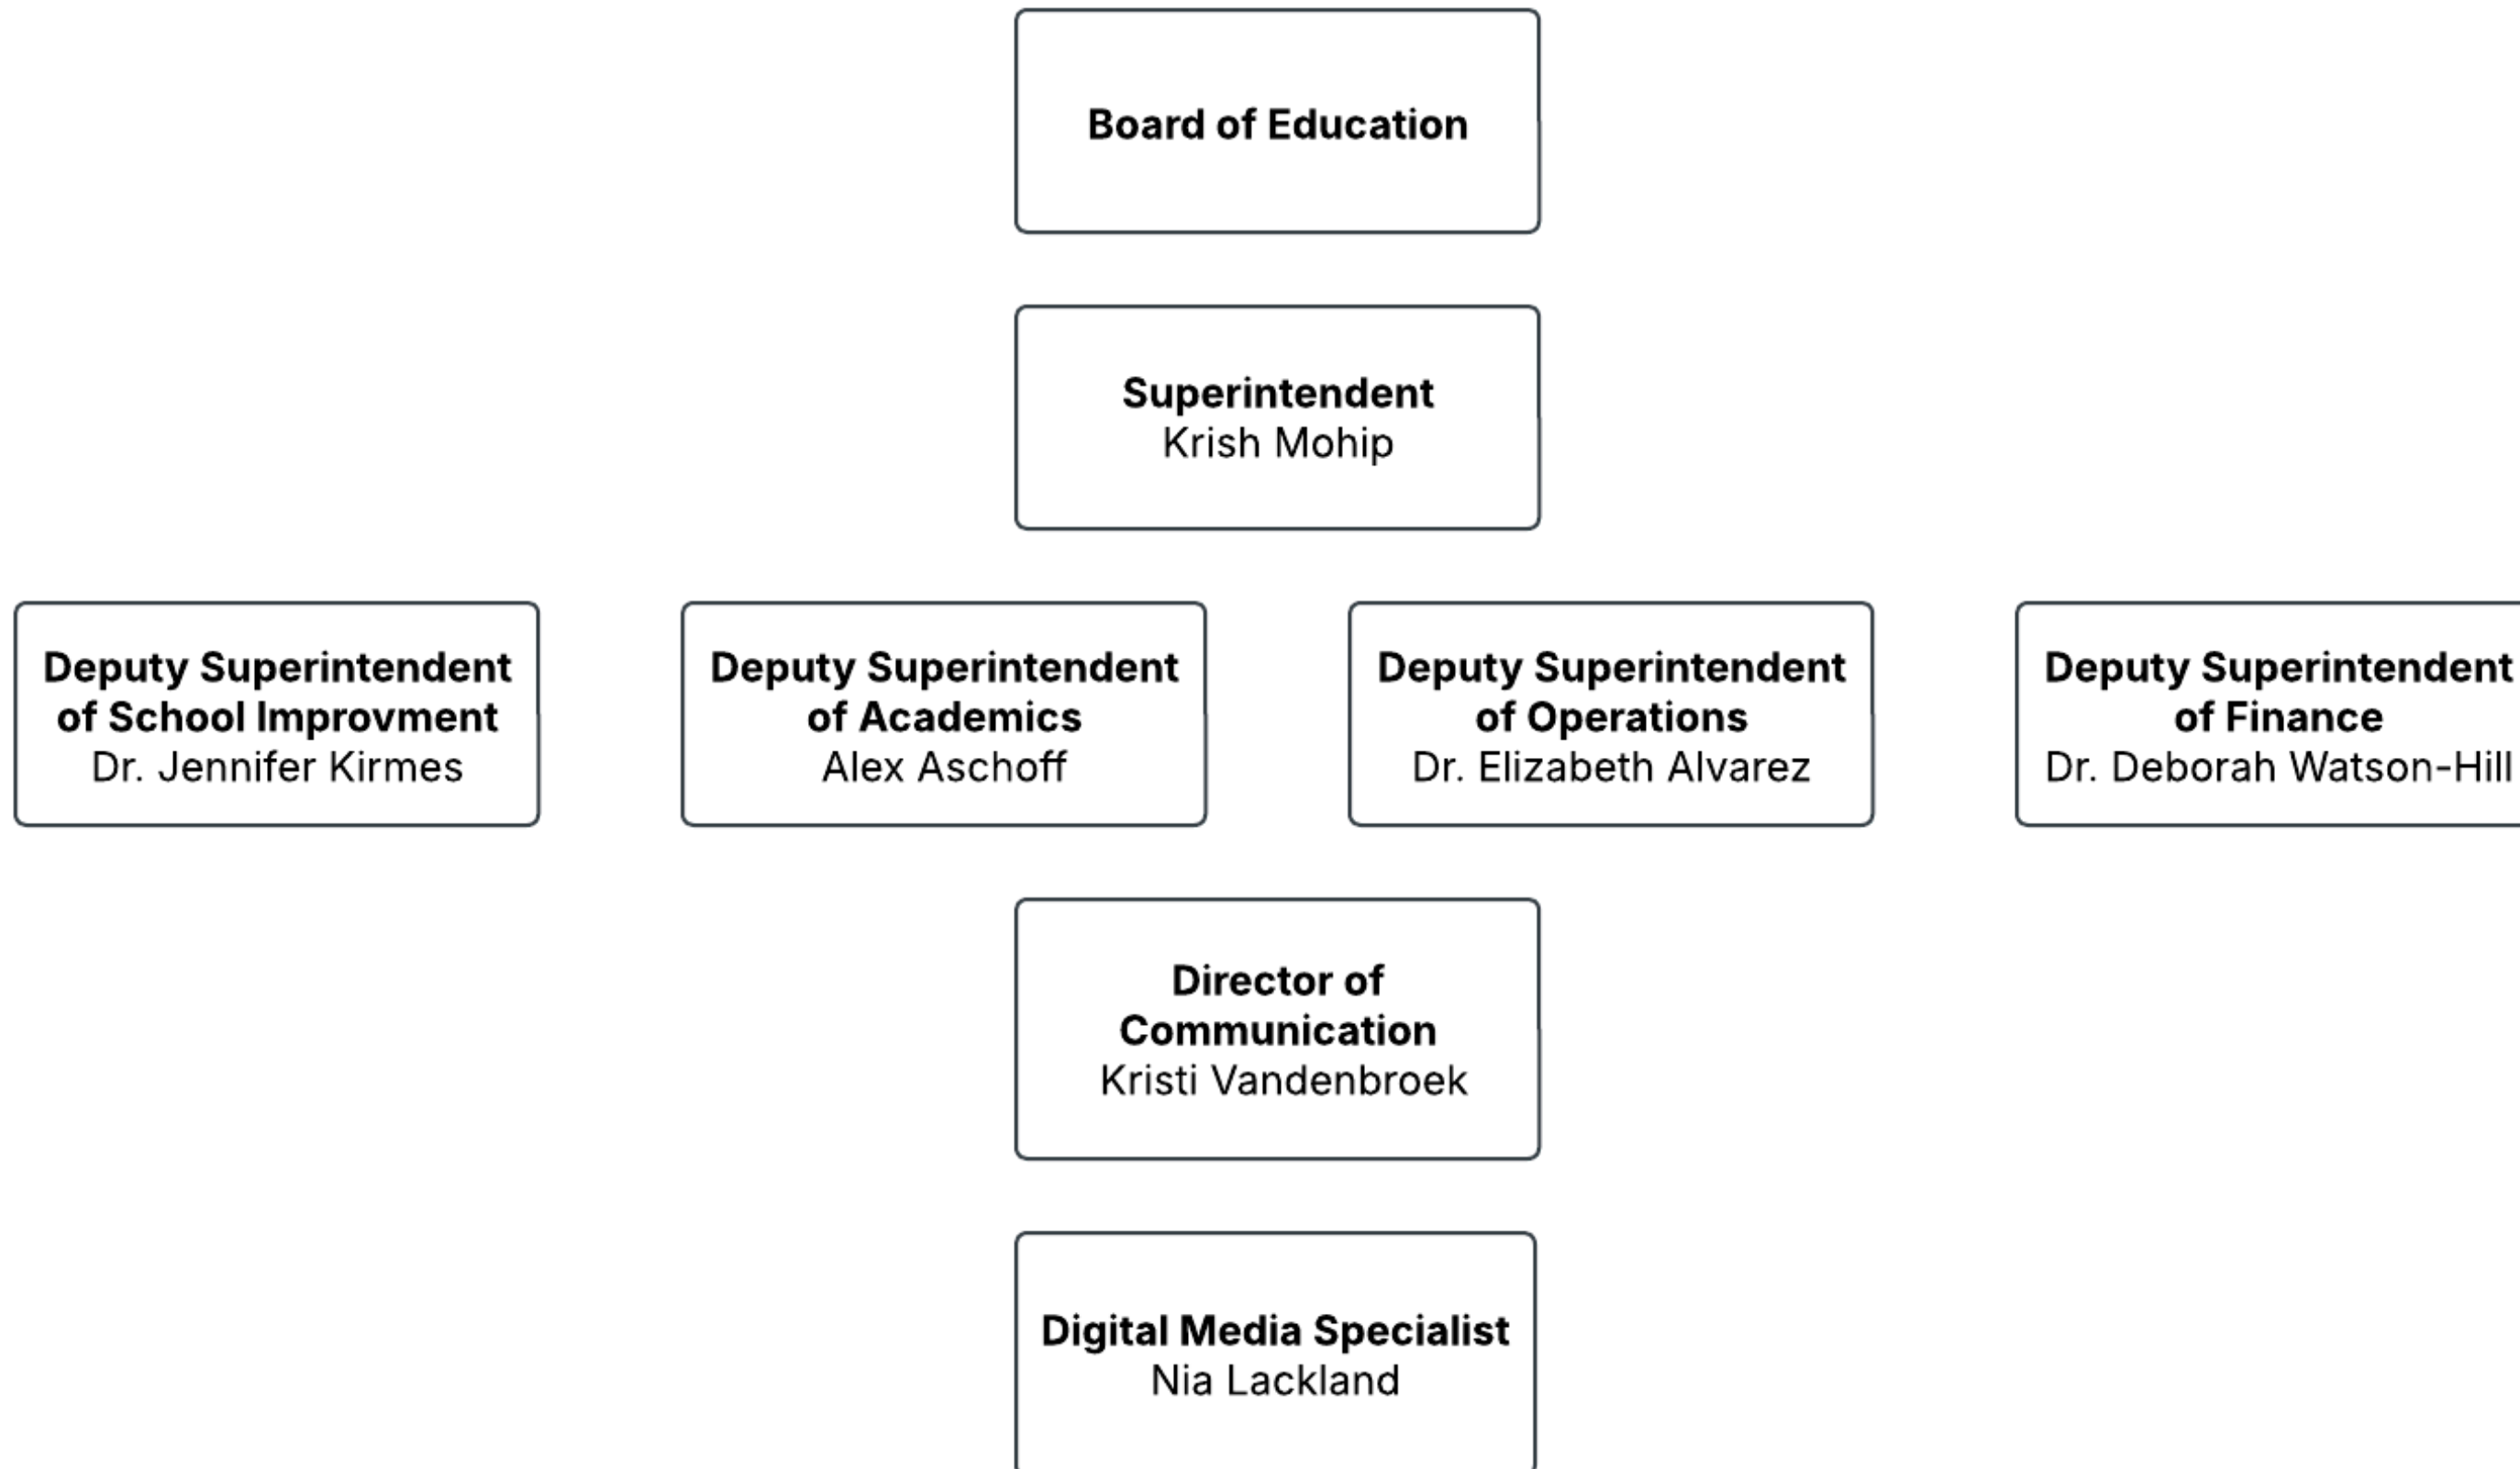 Board of Education
Superintendent
Krish Mohip
Deputy Superintendent
of School Improvment
Dr. Jennifer Kirmes
Deputy Superintendent
of Academics
Alex Aschoff
Deputy Superintendent
of Operations
Dr. Elizabeth Alvarez
Deputy Superintendent
of Finance
Dr. Deborah Watson-Hill
Director of
Communication
Kristi Vandenbroek
Digital Media Specialist
Nia Lackland